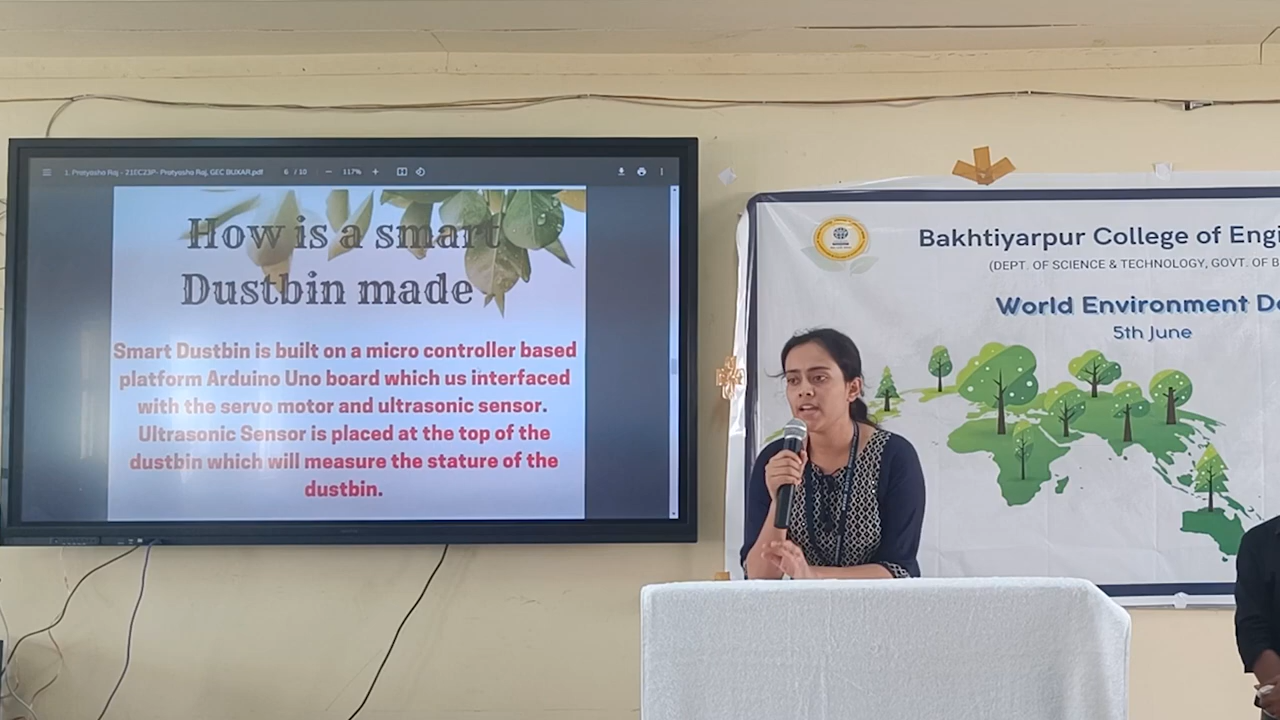 1. Pratyasha Raj - 21EC23P- Pratyasha Raj, GEC BUXAR.pdf
6 / 10
117%
How is a smart
Dustbin made
Smart Dustbin is built on a micro controller based
platform Arduino Uno board which us interfaced
with the servo motor and ultrasonic sensor.
Ultrasonic Sensor is placed at the top of the
dustbin which will measure the stature of the
dustbin.
Bakhtiyarpur College of Engi
(DEPT. OF SCIENCE & TECHNOLOGY, GOVT. OF B
World Environment D
5th June